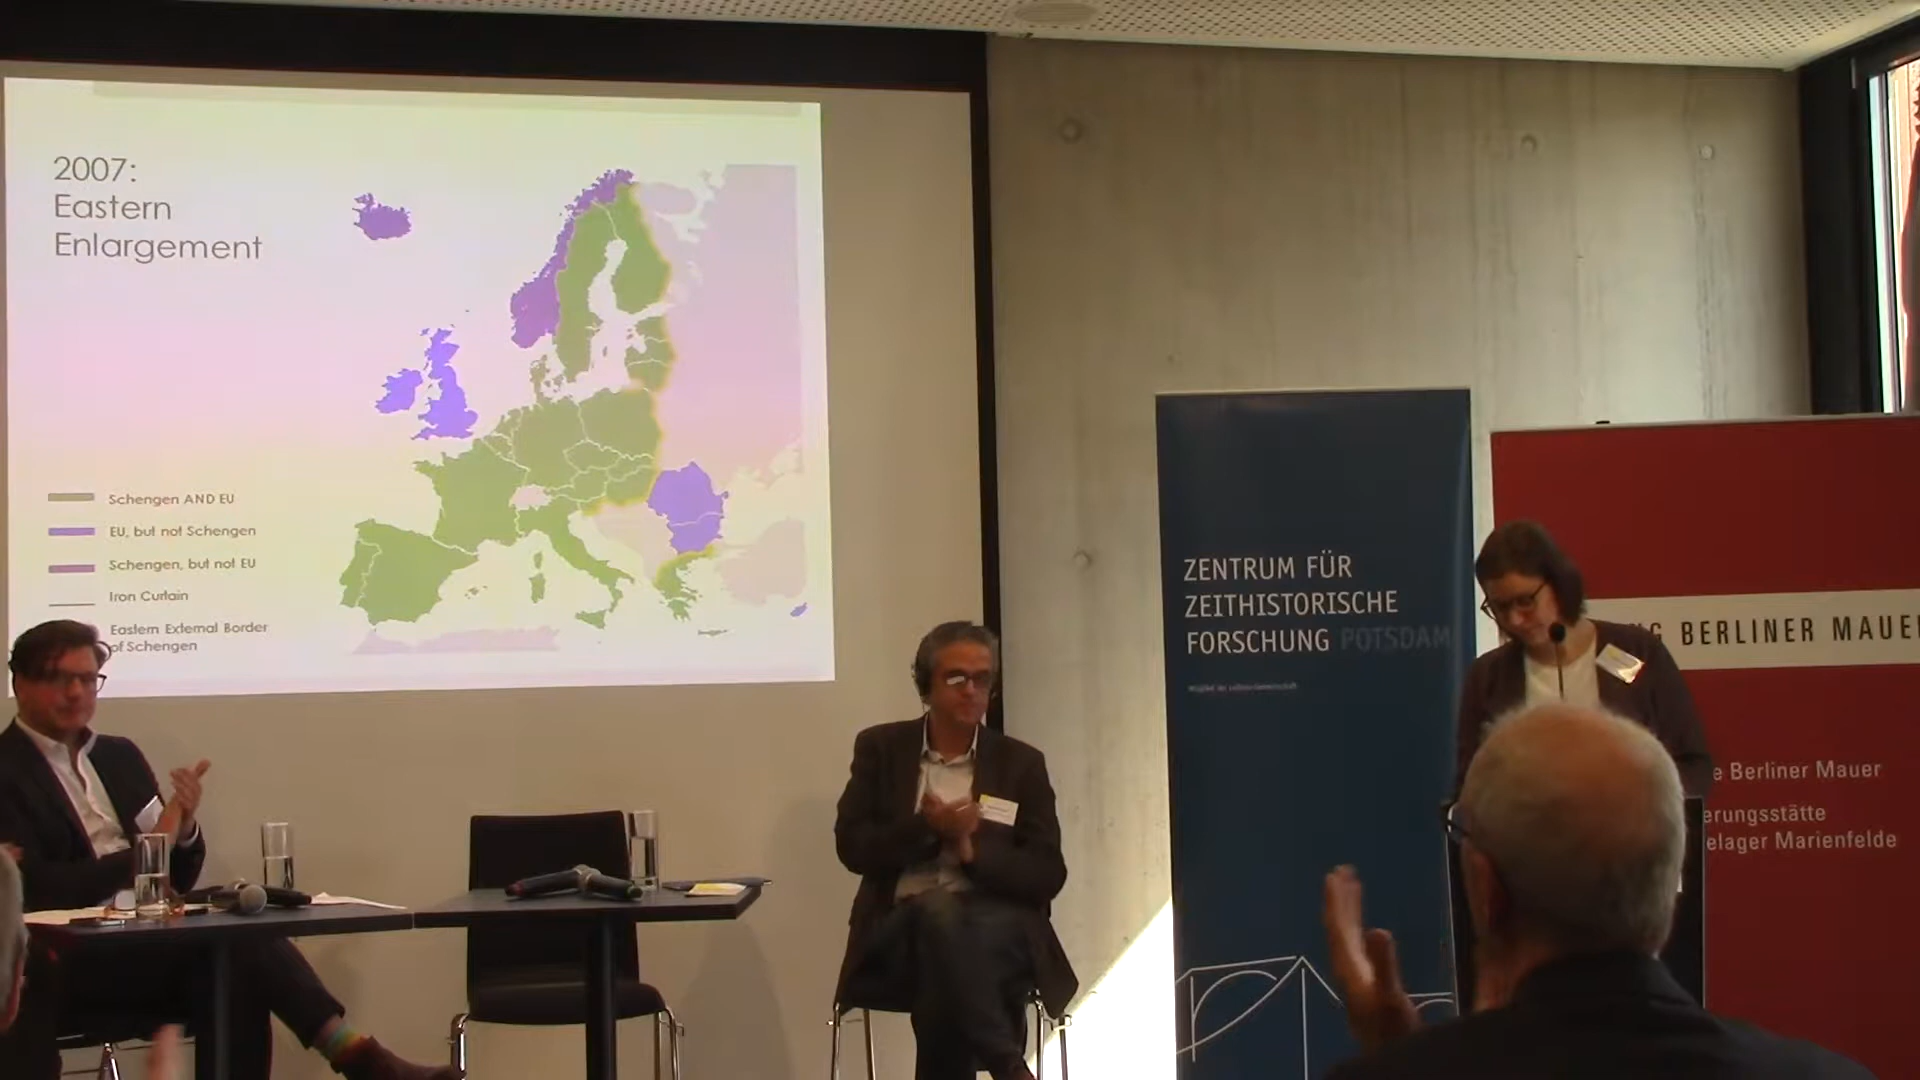 2007:
Eastern
Enlargement
Schengen AND EU
EU, but not Schengen
Schengen, but not EU
Iron Curtain
Eastern External Border
of Schengen
ZENTRUM FÜR
ZEITHISTORISCHE
FORSCHUNG POTSDAM
G BERLINER MAUE
e Berliner Mauer
erungsstätte
elager Marienfelde